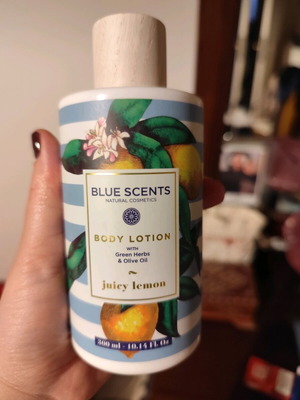 BLUE SCENTS
NATURAL COSMETICS
BODY LOTION
WITH
Green Herbs
& Olive Oil
juicy lemon
300 ml - 10.14 Fl. Oz